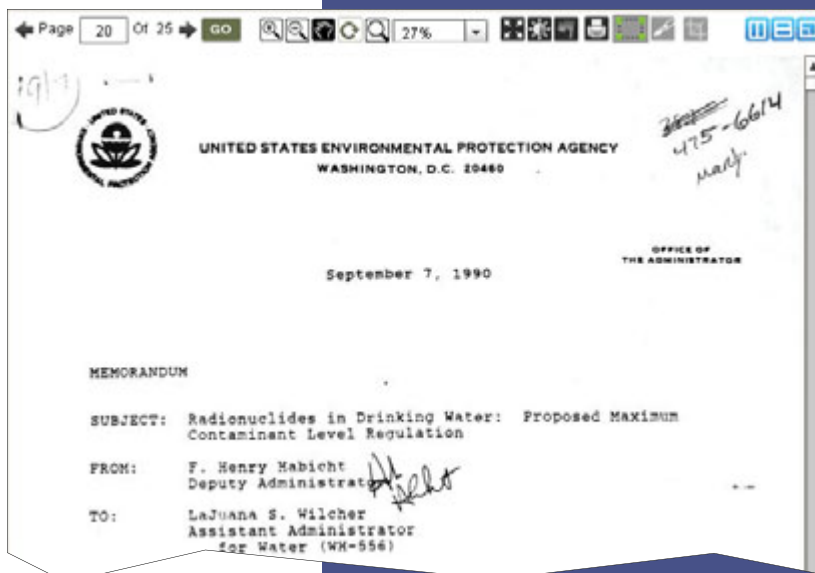 Page 20 Of 25 GO 27%
475-6614
UNITED STATES ENVIRONMENTAL PROTECTION AGENCY
WASHINGTON, D.C. 20460
OFFICE OF
THE ADMINISTRATOR
September 7, 1990
MEMORANDUM
SUBJECT: Radionuclides in Drinking Water: Proposed Maximum
Contaminant Level Regulation
FROM: F. Henry Habicht
Deputy Administrator
TO: LaJuana S. Wilcher
Assistant Administrator
for Water (WH-556)